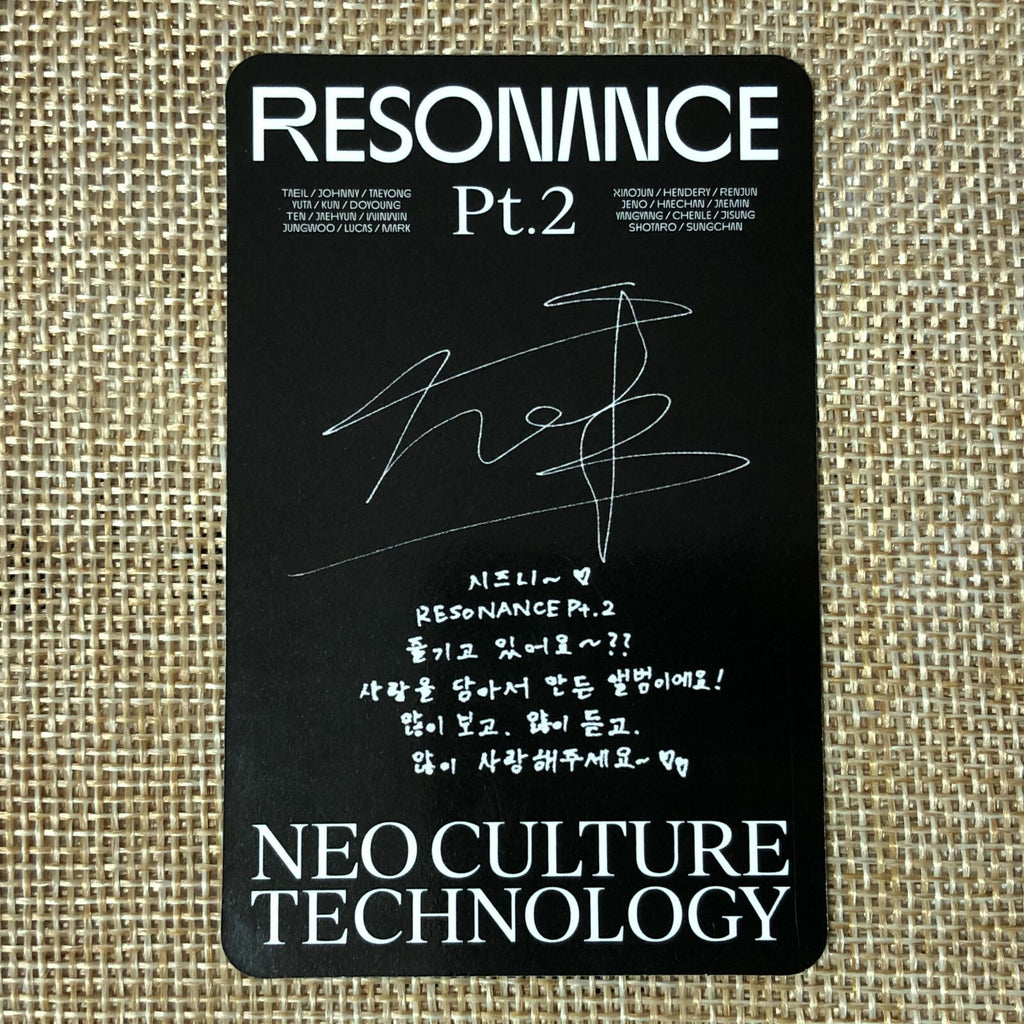 RESONANCE
Pt.2
TAEIL / JOHNNY / TAEYONG
YUTA / KUN / DOYOUNG
TEN / JAEHYUN / WINWIN
JUNGWOO / LUCAS / MARK
XIAOJUN / HENDERY / RENJUN
JENO / HAECHAN / JAEMIN
YANGYANG / CHENLE / JISUNG
SHOTARO / SUNGCHAN
시즈니~ ♡
RESONANCE Pt.2
즐기고 있어요~??
사랑을 담아서 만든 앨범이에요!
많이 보고. 많이 듣고.
많이 사랑해주세요~ ♡♡
NEO CULTURE
TECHNOLOGY